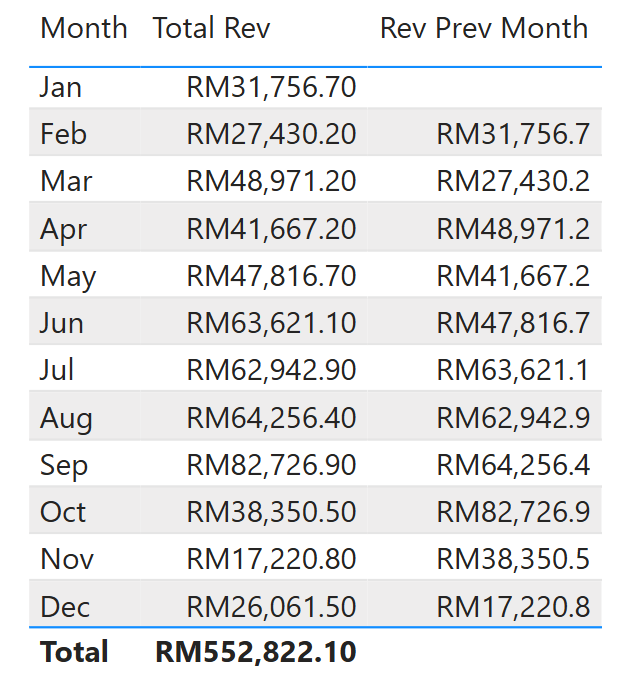 Month Total Rev Rev Prev Month
Jan RM31,756.70
Feb RM27,430.20 RM31,756.7
Mar RM48,971.20 RM27,430.2
Apr RM41,667.20 RM48,971.2
May RM47,816.70 RM41,667.2
Jun RM63,621.10 RM47,816.7
Jul RM62,942.90 RM63,621.1
Aug RM64,256.40 RM62,942.9
Sep RM82,726.90 RM64,256.4
Oct RM38,350.50 RM82,726.9
Nov RM17,220.80 RM38,350.5
Dec RM26,061.50 RM17,220.8
Total RM552,822.10